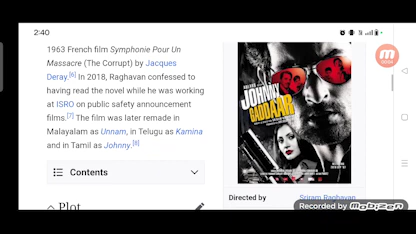 2:40
1963 French film Symphonie Pour Un
Massacre (The Corrupt) by Jacques
Deray.[6] In 2018, Raghavan confessed to
having read the novel while he was working
at ISRO on public safety announcement
films.[7] The film was later remade in
Malayalam as Unnam, in Telugu as Kamina
and in Tamil as Johnny.[8]
Contents
Plot
JOHNNY
GADDAAR
Directed by
Sriram Raghavan
Recorded by
MOBIZEN